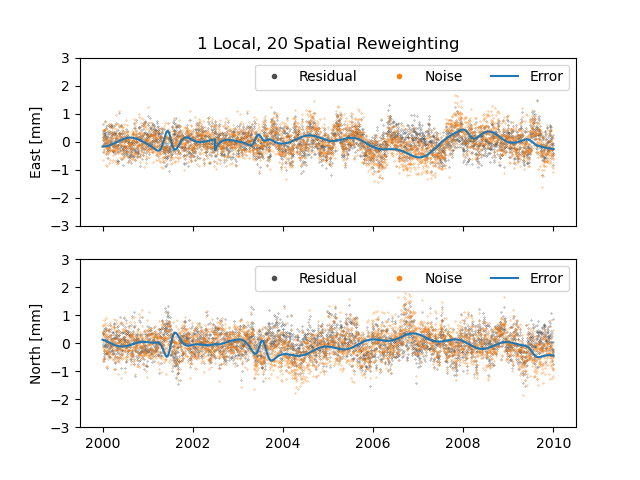 1 Local, 20 Spatial Reweighting
Residual Noise Error
East [mm]
3
2
1
0
−1
−2
−3
Residual Noise Error
North [mm]
3
2
1
0
−1
−2
−3
2000 2002 2004 2006 2008 2010